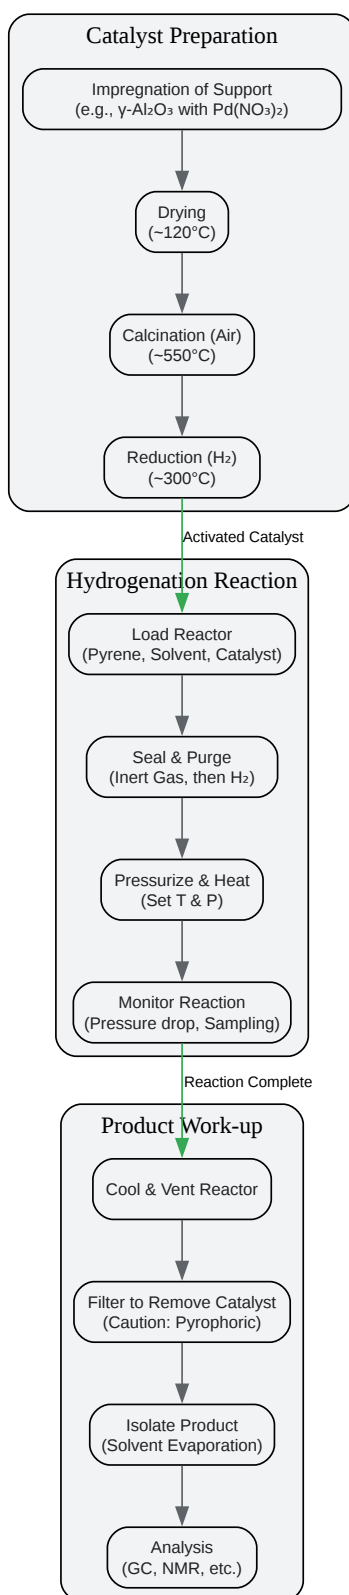 Catalyst Preparation
Impregnation of Support
(e.g., γ-Al₂O₃ with Pd(NO₃)₂)
Drying
(~120°C)
Calcination (Air)
(~550°C)
Reduction (H₂)
(~300°C)
Activated Catalyst
Hydrogenation Reaction
Load Reactor
(Pyrene, Solvent, Catalyst)
Seal & Purge
(Inert Gas, then H₂)
Pressurize & Heat
(Set T & P)
Monitor Reaction
(Pressure drop, Sampling)
Reaction Complete
Product Work-up
Cool & Vent Reactor
Filter to Remove Catalyst
(Caution: Pyrophoric)
Isolate Product
(Solvent Evaporation)
Analysis
(GC, NMR, etc.)